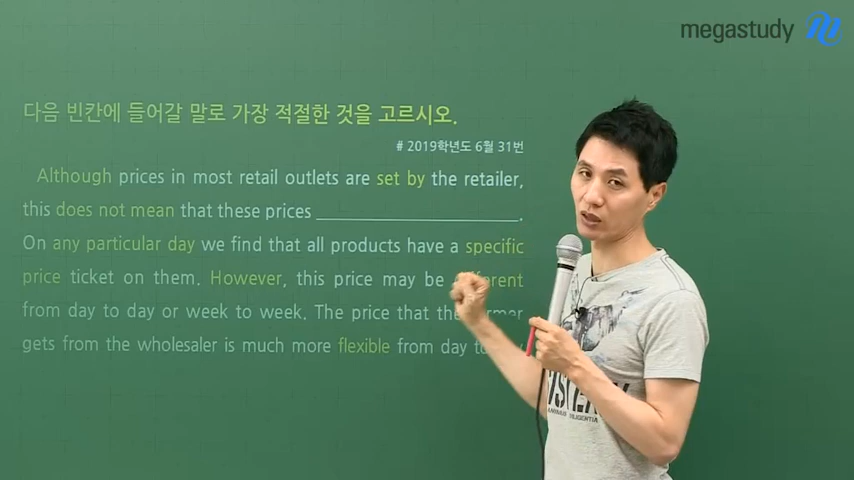 megastudy
다음 빈칸에 들어갈 말로 가장 적절한 것을 고르시오.
# 2019학년도 6월 31번
Although prices in most retail outlets are set by the retailer,
this does not mean that these prices ____________________.
On any particular day we find that all products have a specific
price ticket on them. However, this price may be different
from day to day or week to week. The price that the farmer
gets from the wholesaler is much more flexible from day to